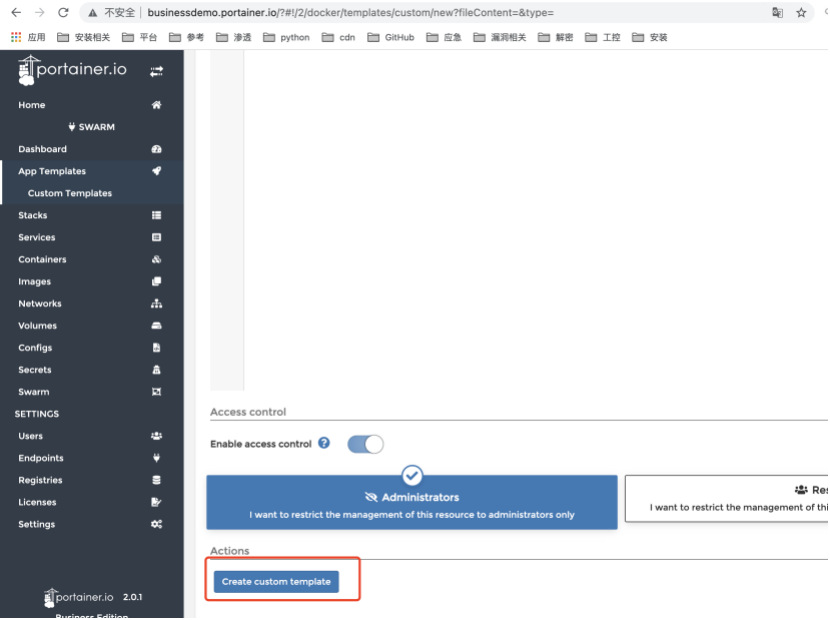 不安全 businessdemo.portainer.io/?#!/2/docker/templates/custom/new?fileContent=&type=
应用 安装相关 平台 参考 渗透 python cdn GitHub 应急 漏洞相关 解密 工控 安装
portainer.io
Home
SWARM
Dashboard
App Templates
Custom Templates
Stacks
Services
Containers
Images
Networks
Volumes
Configs
Secrets
Swarm
SETTINGS
Users
Endpoints
Registries
Licenses
Settings
portainer.io 2.0.1
Business Edition
Access control
Enable access control
Administrators
I want to restrict the management of this resource to administrators only
Res
I want to restrict the management of thi
Actions
Create custom template